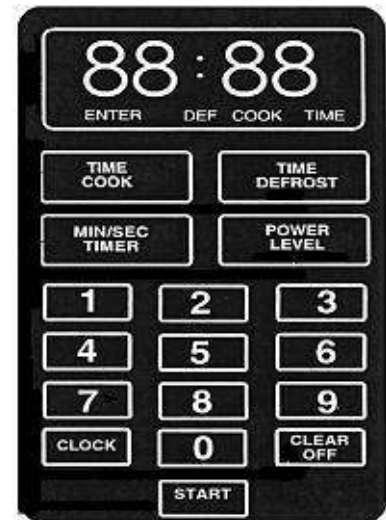 88:88
ENTER DEF COOK TIME
TIME COOK
TIME DEFROST
MIN/SEC TIMER
POWER LEVEL
1 2 3
4 5 6
7 8 9
CLOCK 0 CLEAR OFF
START